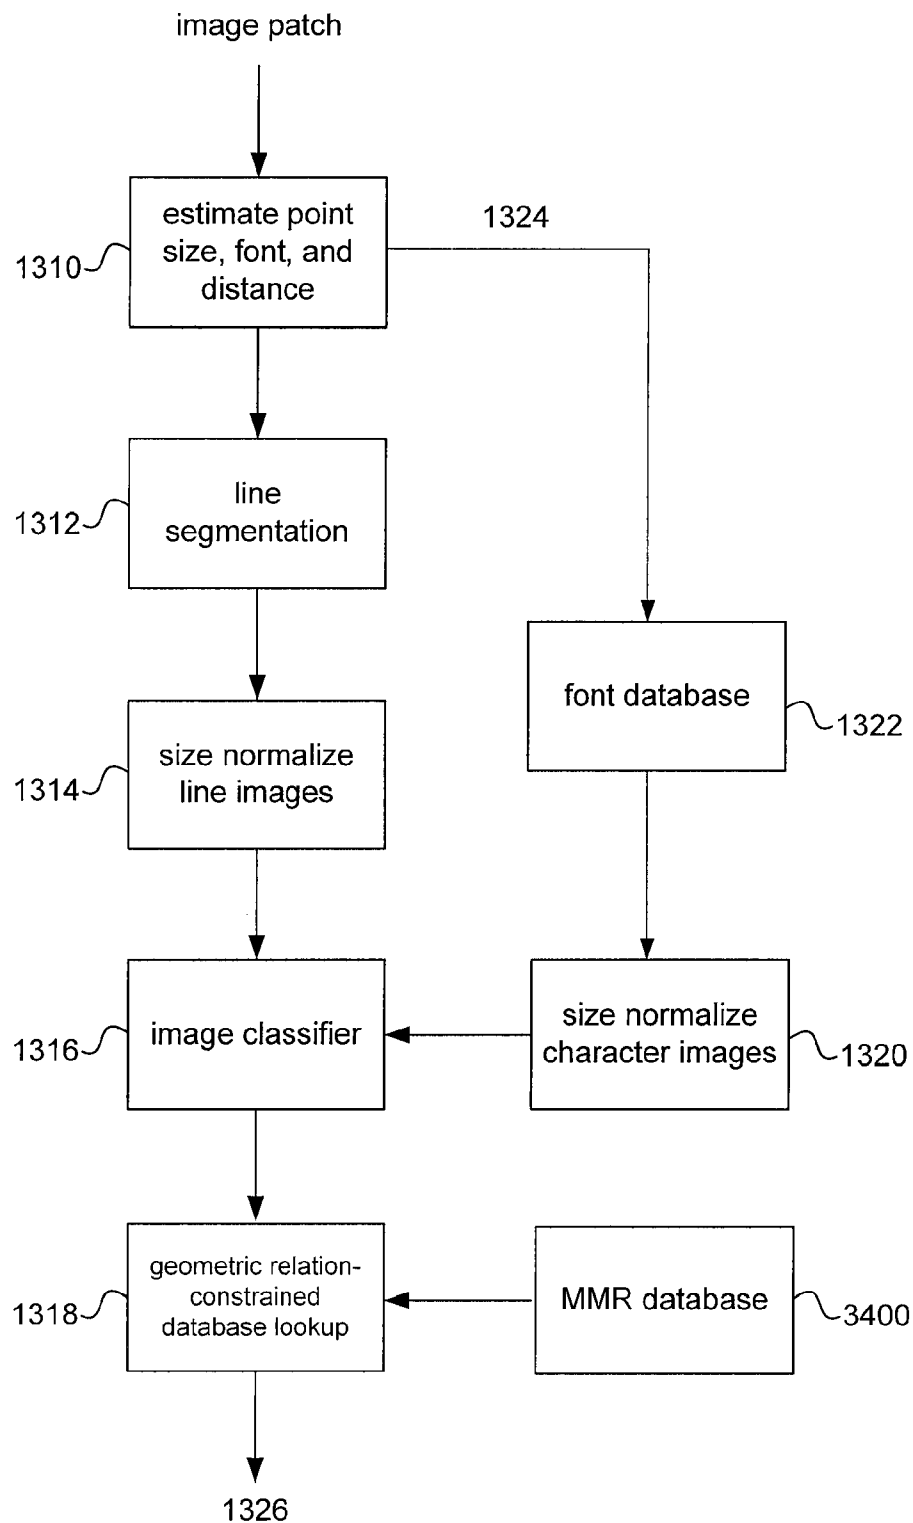 image patch
estimate point
size, font, and
distance
1324
1310
line
segmentation
1312
font database
1322
size normalize
line images
1314
image classifier
1316
size normalize
character images
1320
geometric relation-
constrained
database lookup
1318
MMR database
3400
1326